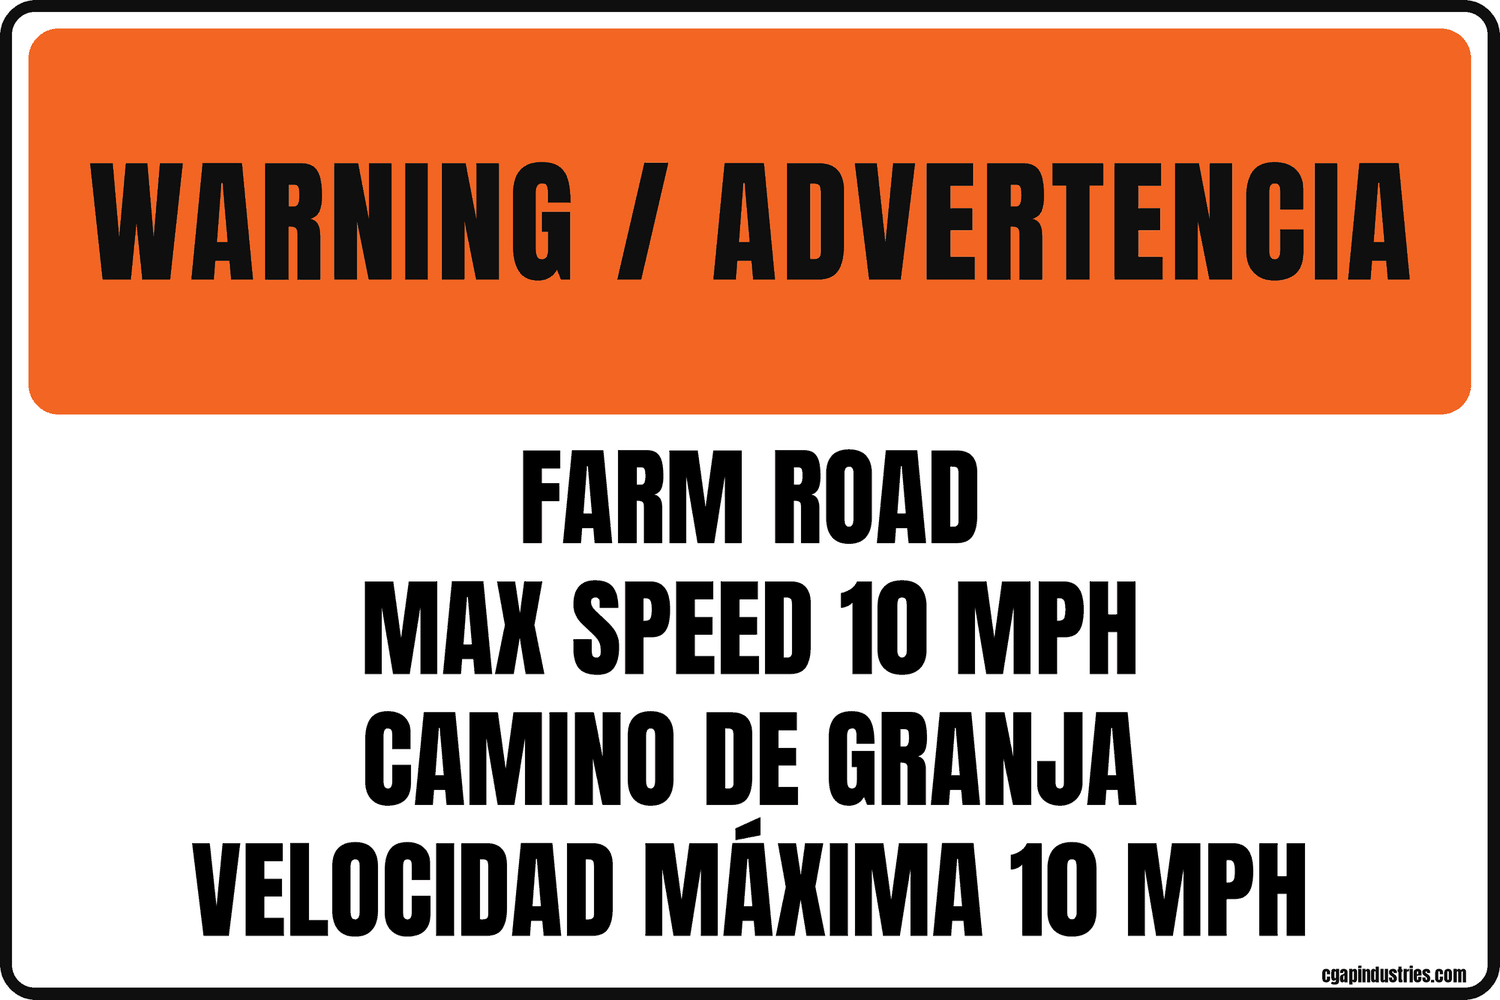 WARNING / ADVERTENCIA
FARM ROAD
MAX SPEED 10 MPH
CAMINO DE GRANJA
VELOCIDAD MÁXIMA 10 MPH
cgapindustries.com